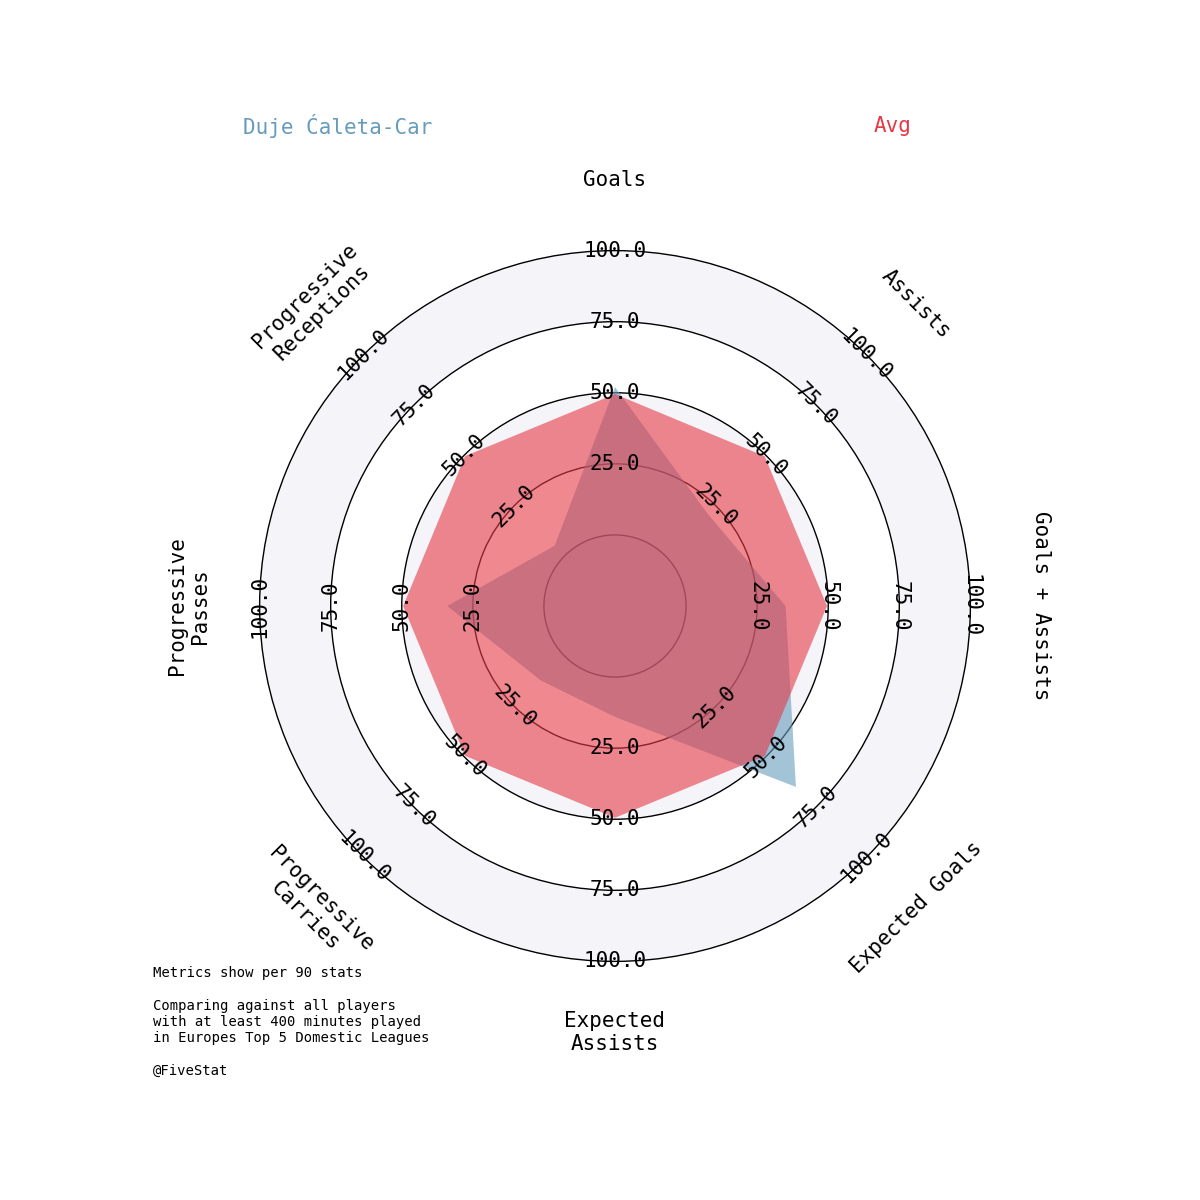 Duje Ćaleta-Car
Avg
Goals
Assists
Goals + Assists
Expected Goals
Expected
Assists
Progressive
Carries
Progressive
Passes
Progressive
Receptions
100.0
75.0
50.0
25.0
100.0
75.0
50.0
25.0
100.0
75.0
50.0
25.0
100.0
75.0
50.0
25.0
100.0
75.0
50.0
25.0
100.0
75.0
50.0
25.0
100.0
75.0
50.0
25.0
100.0
75.0
50.0
25.0
Metrics show per 90 stats
Comparing against all players
with at least 400 minutes played
in Europes Top 5 Domestic Leagues
@FiveStat